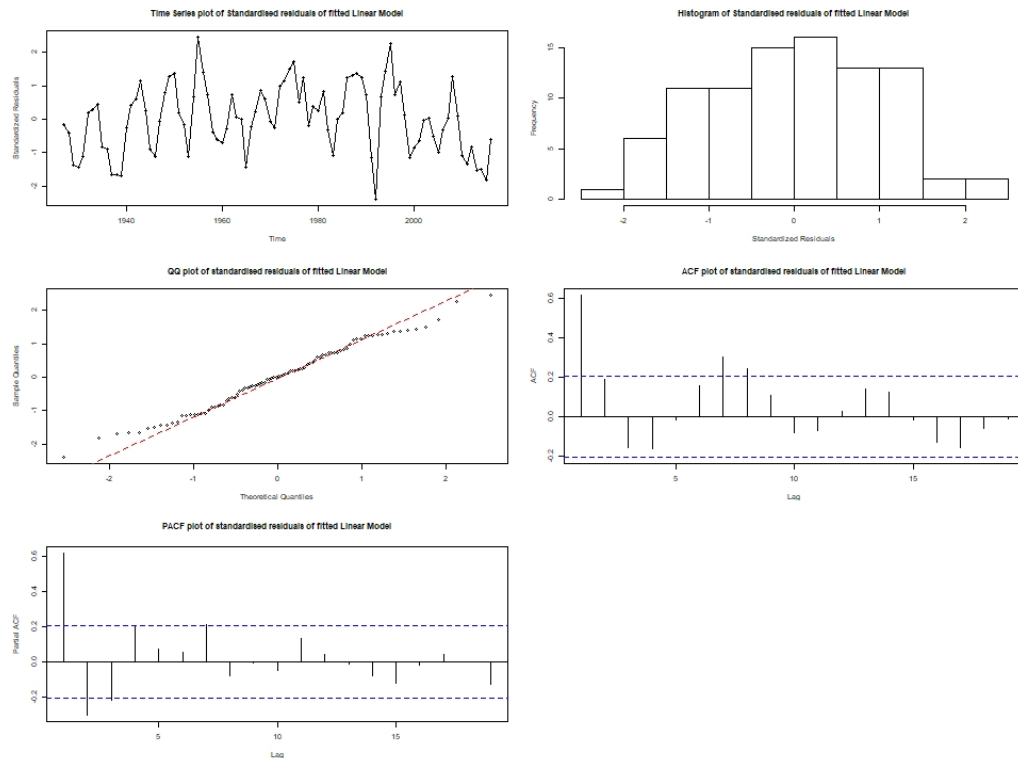 Time Series plot of Standardised residuals of fitted Linear Model
Standardized Residuals
2
1
0
-1
-2
1940
1960
1980
2000
Time
Histogram of Standardised residuals of fitted Linear Model
Frequency
15
10
5
0
-2
-1
0
1
2
Standardized Residuals
QQ plot of standardised residuals of fitted Linear Model
Sample Quantiles
2
1
0
-1
-2
-2
-1
0
1
2
Theoretical Quantiles
ACF plot of standardised residuals of fitted Linear Model
ACF
0.6
0.4
0.2
0.0
-0.2
5
10
15
Lag
PACF plot of standardised residuals of fitted Linear Model
Partial ACF
0.6
0.4
0.2
0.0
-0.2
5
10
15
Lag